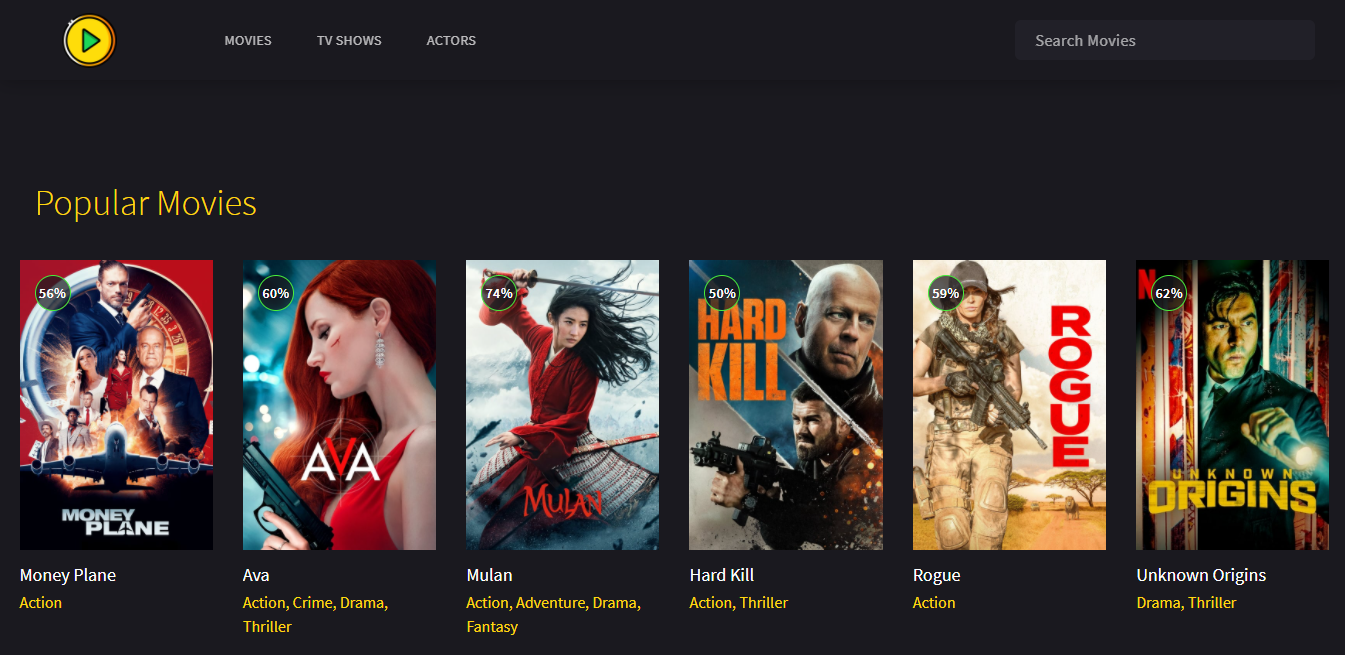 MOVIES TV SHOWS ACTORS Search Movies
Popular Movies
56% 60% 74% 50% 59% 62%
N
HARD
KILL
ROGUE
AVA
MULAN
UNKNOWN
ORIGINS
MONEY
PLANE
Money Plane Ava Mulan Hard Kill Rogue Unknown Origins
Action Action, Crime, Drama, Action, Adventure, Drama, Action, Thriller Action Drama, Thriller
Thriller Fantasy